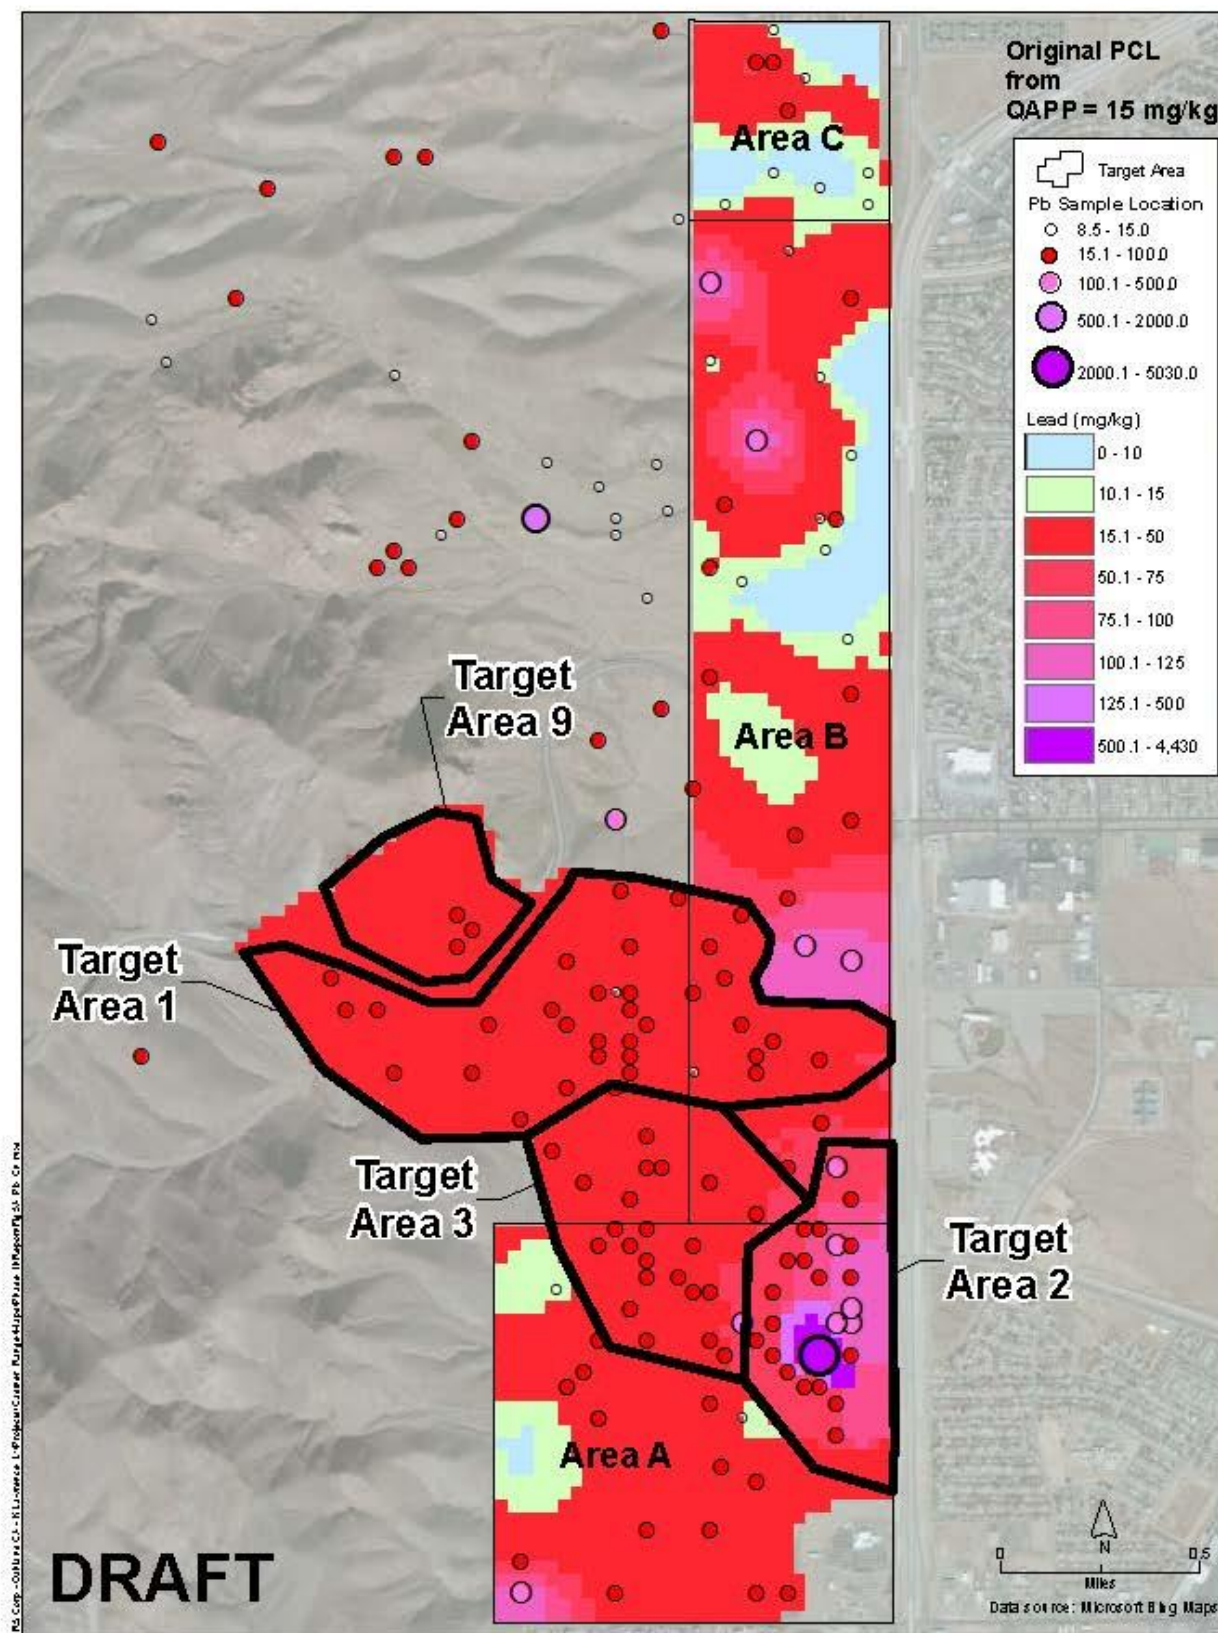 Original PCL
from
QAPP = 15 mg/kg
Target Area
Pb Sample Location
8.5 - 15.0
15.1 - 100.0
100.1 - 500.0
500.1 - 2000.0
2000.1 - 5030.0
Lead (mg/kg)
0 - 10
10.1 - 15
15.1 - 50
50.1 - 75
75.1 - 100
100.1 - 125
125.1 - 500
500.1 - 4,430
Area C
Target
Area 9
Area B
Target
Area 1
Target
Area 3
Target
Area 2
Area A
DRAFT
N
0 0.5
Miles
Data source: Microsoft Bing Maps